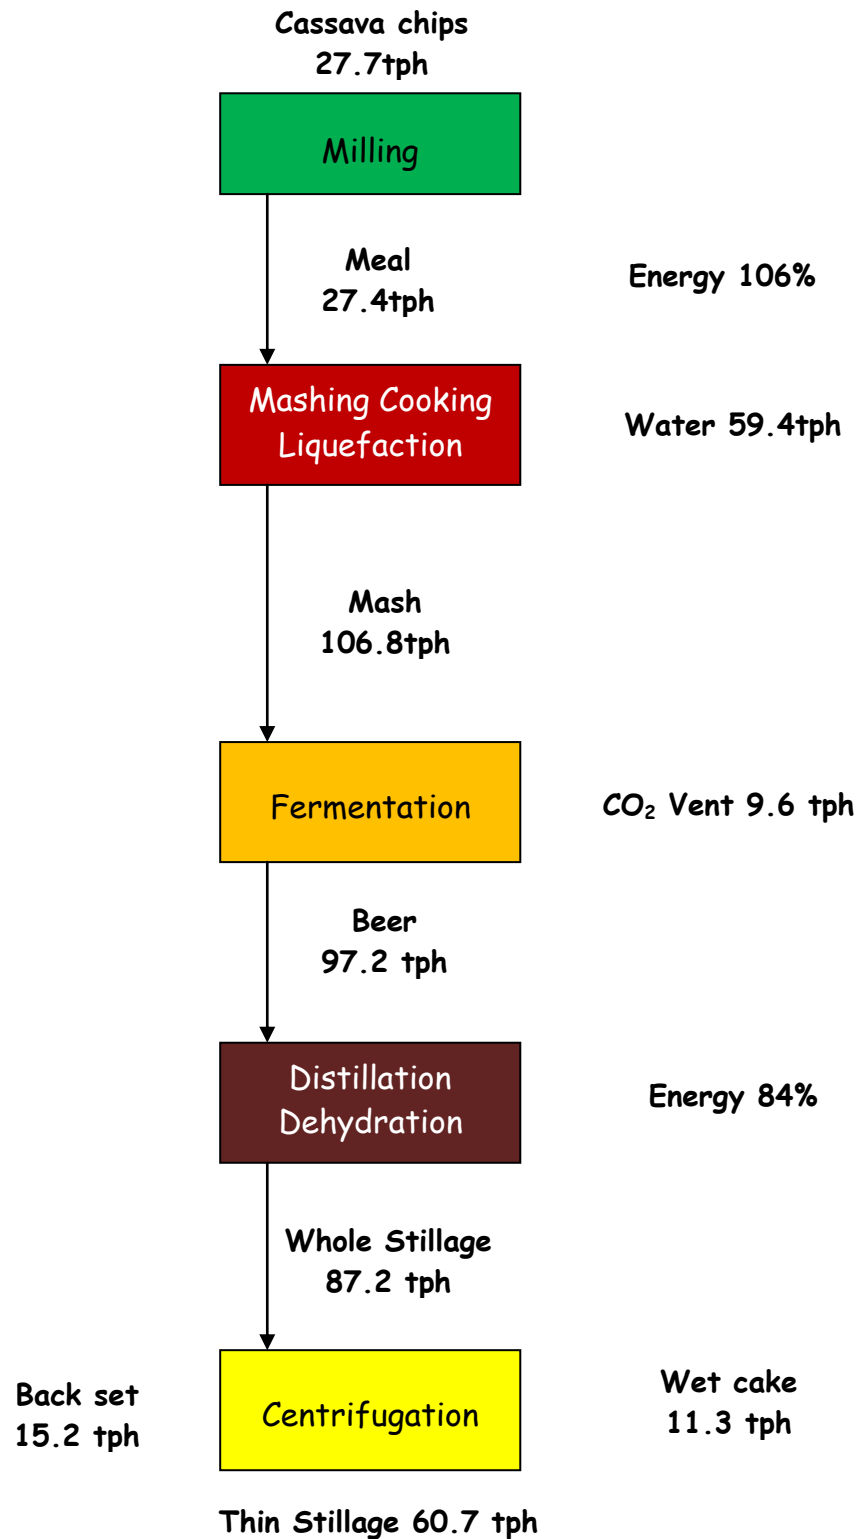 Cassava chips
27.7tph
Milling
Meal
27.4tph
Energy 106%
Mashing Cooking
Liquefaction
Water 59.4tph
Mash
106.8tph
Fermentation
CO₂ Vent 9.6 tph
Beer
97.2 tph
Distillation
Dehydration
Energy 84%
Whole Stillage
87.2 tph
Back set
15.2 tph
Centrifugation
Wet cake
11.3 tph
Thin Stillage 60.7 tph